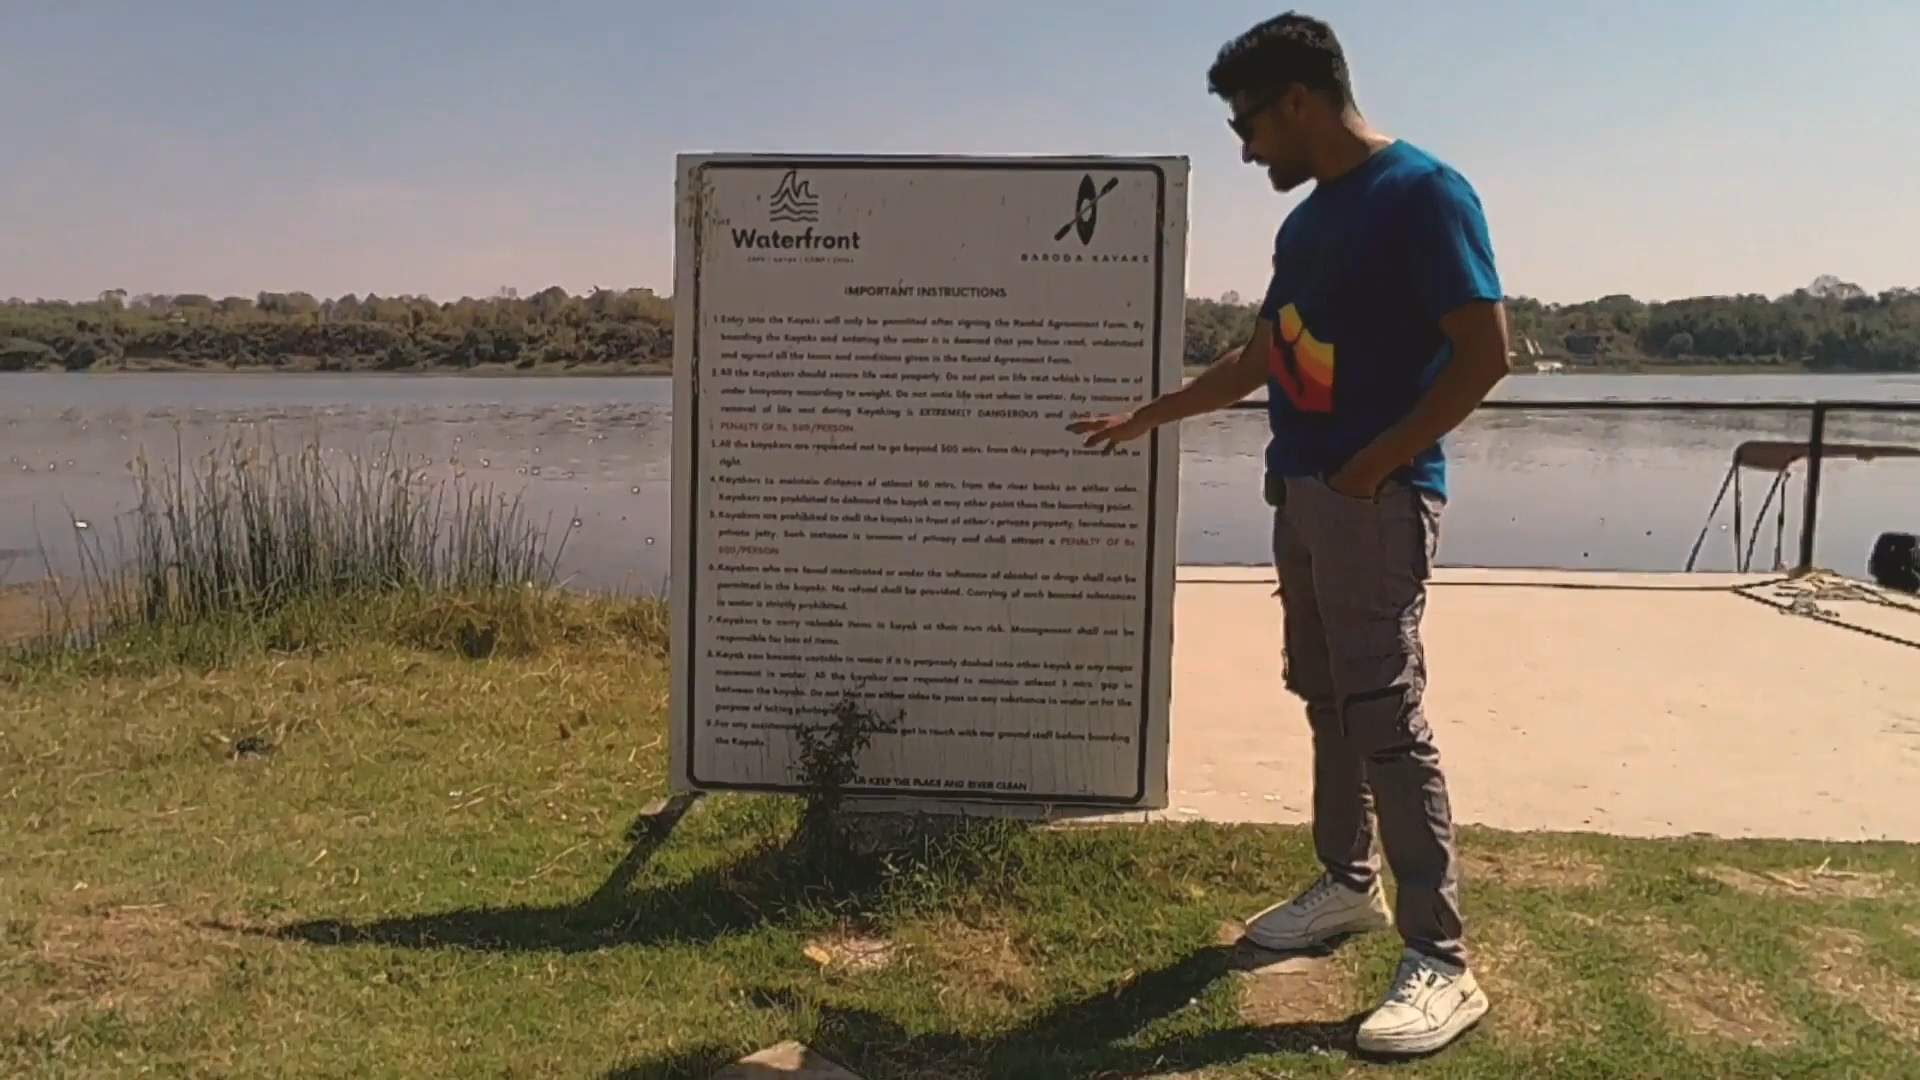 THE
Waterfront
CAFE | KAYAK | CAMP | CHILL
BARODA KAYAKS
IMPORTANT INSTRUCTIONS
1. Entry into the Kayaks will only be permitted after signing the Rental Agreement Form. By
boarding the Kayaks and entering the water it is deemed that you have read, understood
and agreed all the terms and conditions given in the Rental Agreement Form.
2. All the Kayakers should secure life vest properly. Do not put on life vest which is loose or of
under buoyancy according to weight. Do not untie life vest when in water. Any instance of
removal of life vest during Kayaking is EXTREMELY DANGEROUS and shall
PENALTY OF Rs. 500/PERSON
3. All the kayakers are requested not to go beyond 500 mtrs. from this property towards left or
right.
4. Kayakers to maintain distance of atleast 50 mtrs. from the river banks on either sides.
Kayakers are prohibited to deboard the kayak at any other point than the launching point.
5. Kayakers are prohibited to stall the kayaks in front of other's private property, farmhouse or
private jetty. Such instance is invasion of privacy and shall attract a PENALTY OF Rs.
500/PERSON
6. Kayakers who are found intoxicated or under the influence of alcohol or drugs shall not be
permitted in the kayaks. No refund shall be provided. Carrying of such banned substances
in water is strictly prohibited.
7. Kayakers to carry valuable items in kayak at their own risk. Management shall not be
responsible for loss of items.
8. Kayak can become unstable in water if it is purposely dashed into other kayak or any major
movement in water. All the kayaker are requested to maintain atleast 5 mtrs. gap in
between the kayaks. Do not lean on either sides to pass on any substance in water or for the
purpose of taking photogra
9. For any assistance get in touch with our ground staff before boarding
the Kayaks.
KEEP THE PLACE AND RIVER CLEAN